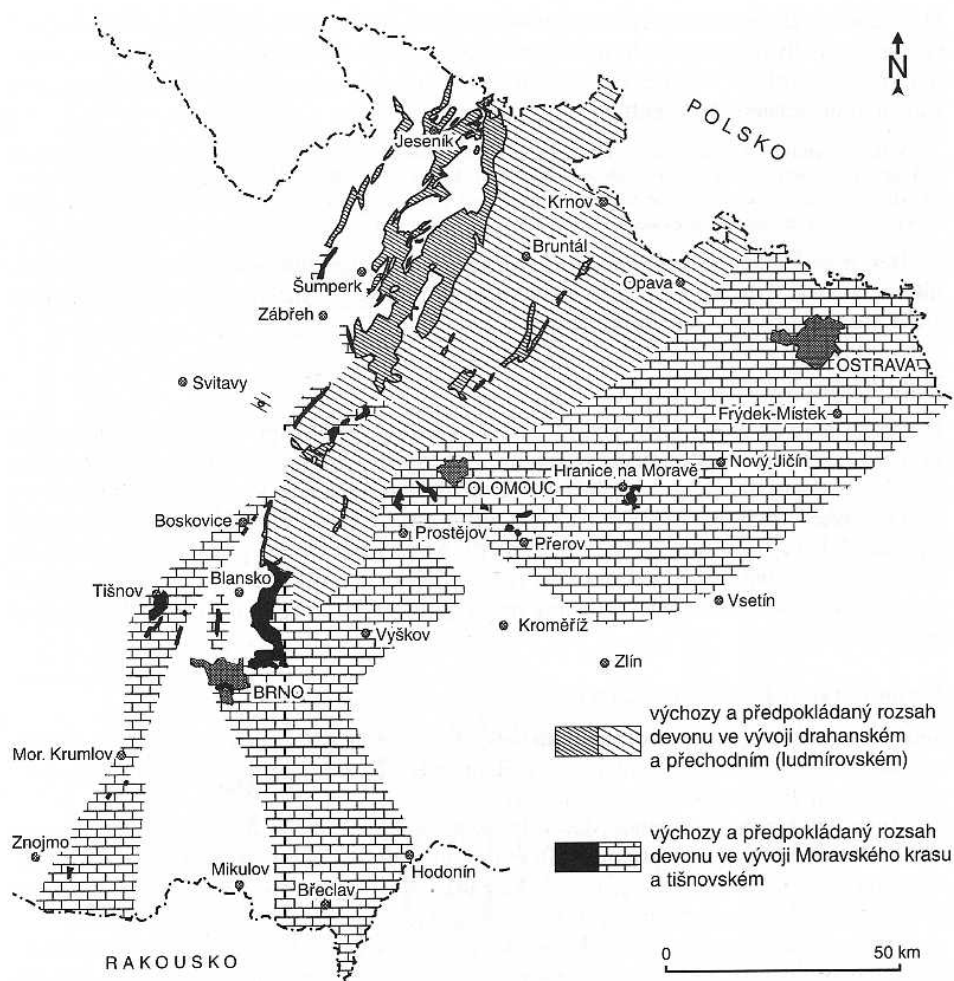 N
POLSKO
Jeseník
Krnov
Bruntál
Šumperk
Opava
Zábřeh
OSTRAVA
Svitavy
Frýdek-Místek
Nový Jičín
Hranice na Moravě
OLOMOUC
Boskovice
Prostějov
Přerov
Blansko
Tišnov
Vsetín
Kroměříž
Vyškov
Zlín
BRNO
výchozy a předpokládaný rozsah
devonu ve vývoji drahanském
a přechodním (ludmírovském)
Mor. Krumlov
výchozy a předpokládaný rozsah
devonu ve vývoji Moravského krasu
a tišnovském
Znojmo
Hodonín
Mikulov
Břeclav
RAKOUSKO
0 50 km